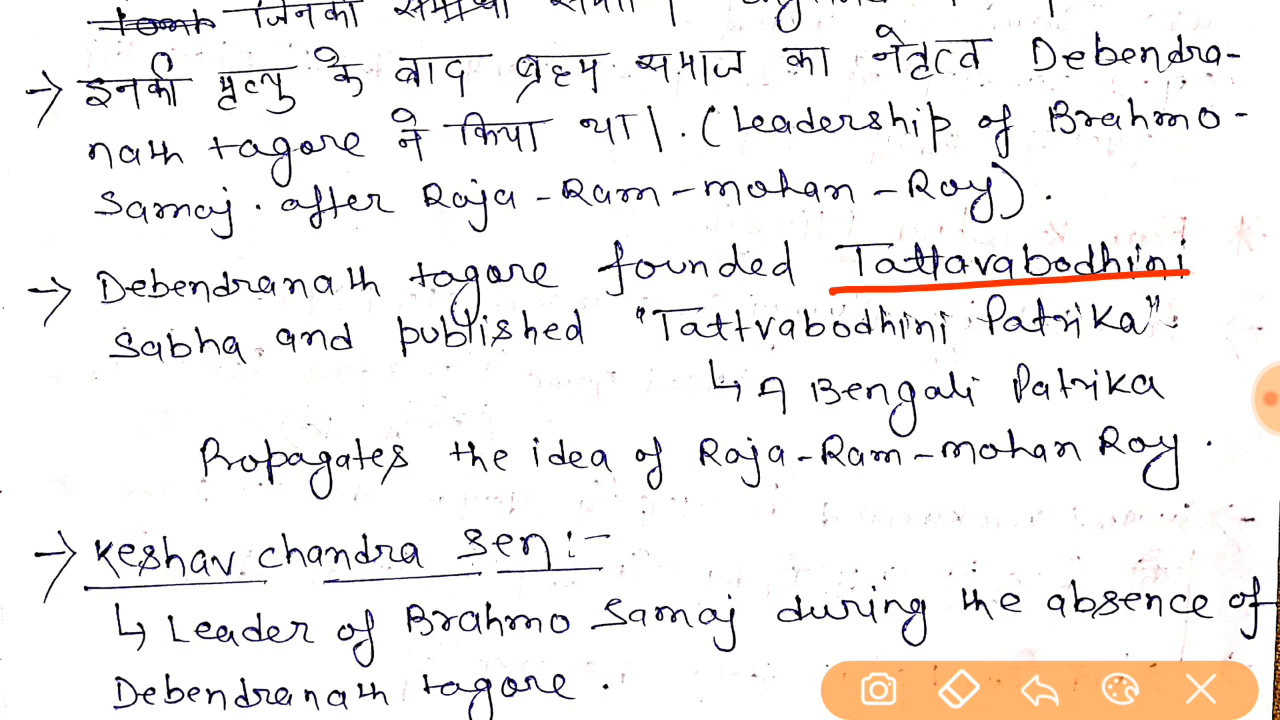 जिनकी समाधी
→ इनकी मृत्यु के बाद ब्रह्म समाज का नेतृत्व Debendra-
nath tagore ने किया था। (Leadership of Brahmo-
Samaj. after Raja-Ram-mohan-Roy).
→ Debendranath tagore founded Tattavabodhini
Sabha and published "Tattvabodhini Patrika".
↳ A Bengali Patrika
Propagates the idea of Raja-Ram-mohan Roy.
→ Keshav chandra Sen:-
↳ Leader of Brahmo Samaj during the absence of
Debendranath tagore.